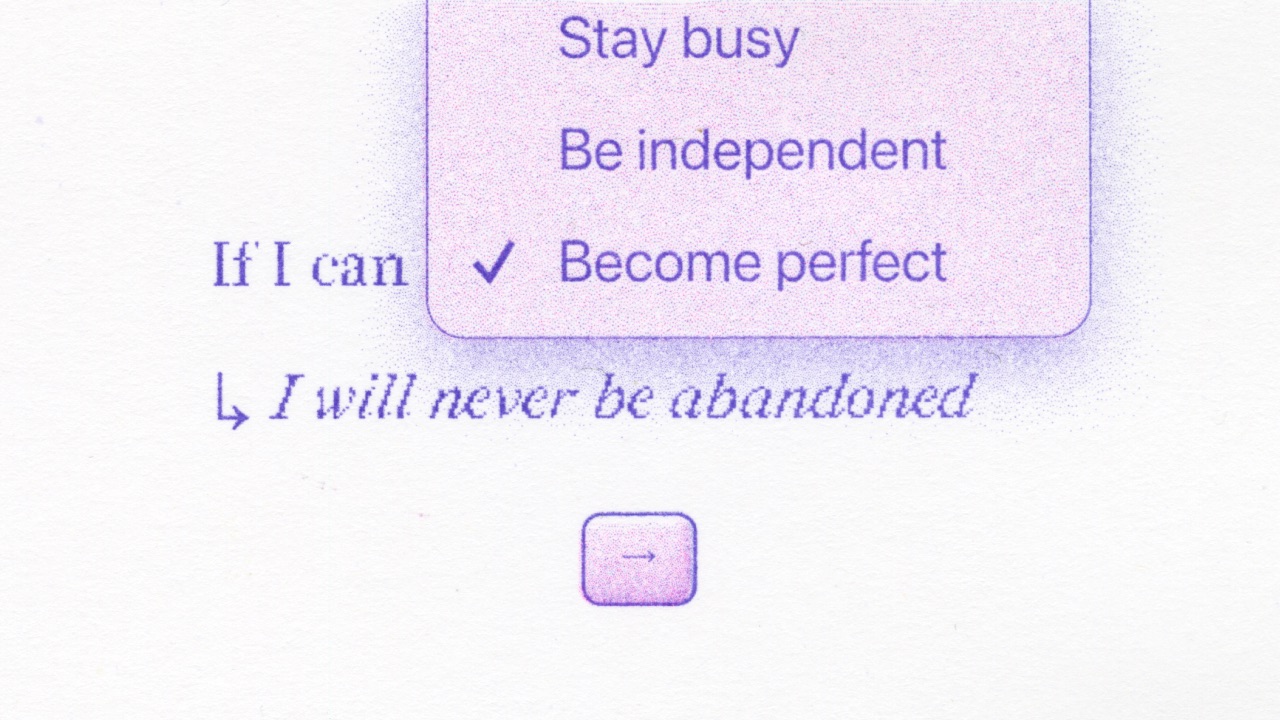 Stay busy
Be independent
If I can ✓ Become perfect
↳ I will never be abandoned
→